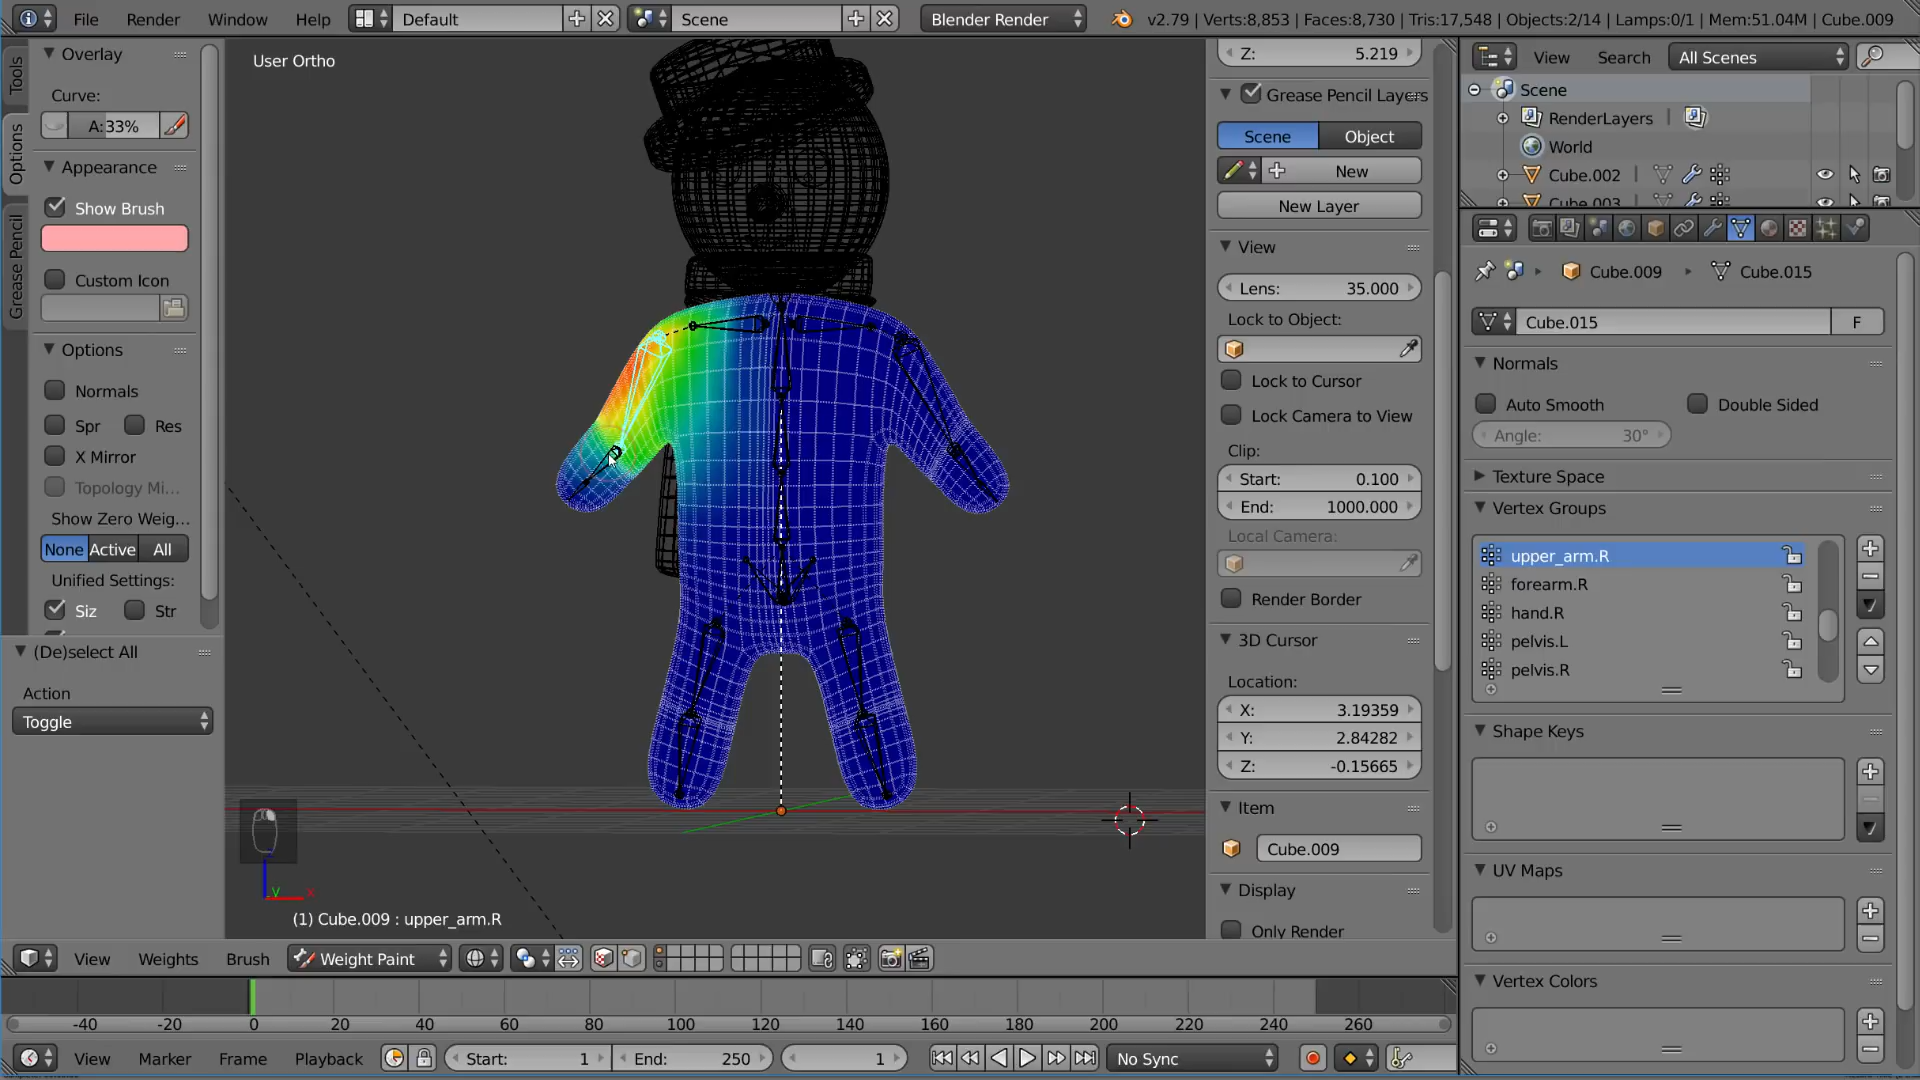 File Render Window Help Default Scene Blender Render v2.79 | Verts:8,853 | Faces:8,730 | Tris:17,548 | Objects:2/14 | Lamps:0/1 | Mem:51.04M | Cube.009
Tools
Options
Grease Pencil
Overlay
Curve:
A:33%
Appearance
Show Brush
Custom Icon
Options
Normals
Spr Res
X Mirror
Topology Mi...
Show Zero Weig...
None Active All
Unified Settings:
Siz Str
(De)select All
Action
Toggle
User Ortho
y x
(1) Cube.009 : upper_arm.R
Z: 5.219
Grease Pencil Layers
Scene Object
New
New Layer
View
Lens: 35.000
Lock to Object:
Lock to Cursor
Lock Camera to View
Clip:
Start: 0.100
End: 1000.000
Local Camera:
Render Border
3D Cursor
Location:
X: 3.19359
Y: 2.84282
Z: -0.15665
Item
Cube.009
Display
Only Render
View Search All Scenes
Scene
RenderLayers
World
Cube.002
Cube.003
Cube.009 Cube.015
Cube.015 F
Normals
Auto Smooth Double Sided
Angle: 30°
Texture Space
Vertex Groups
upper_arm.R
forearm.R
hand.R
pelvis.L
pelvis.R
Shape Keys
UV Maps
Vertex Colors
View Weights Brush Weight Paint
-40 -20 0 20 40 60 80 100 120 140 160 180 200 220 240 260
View Marker Frame Playback Start: 1 End: 250 1 No Sync